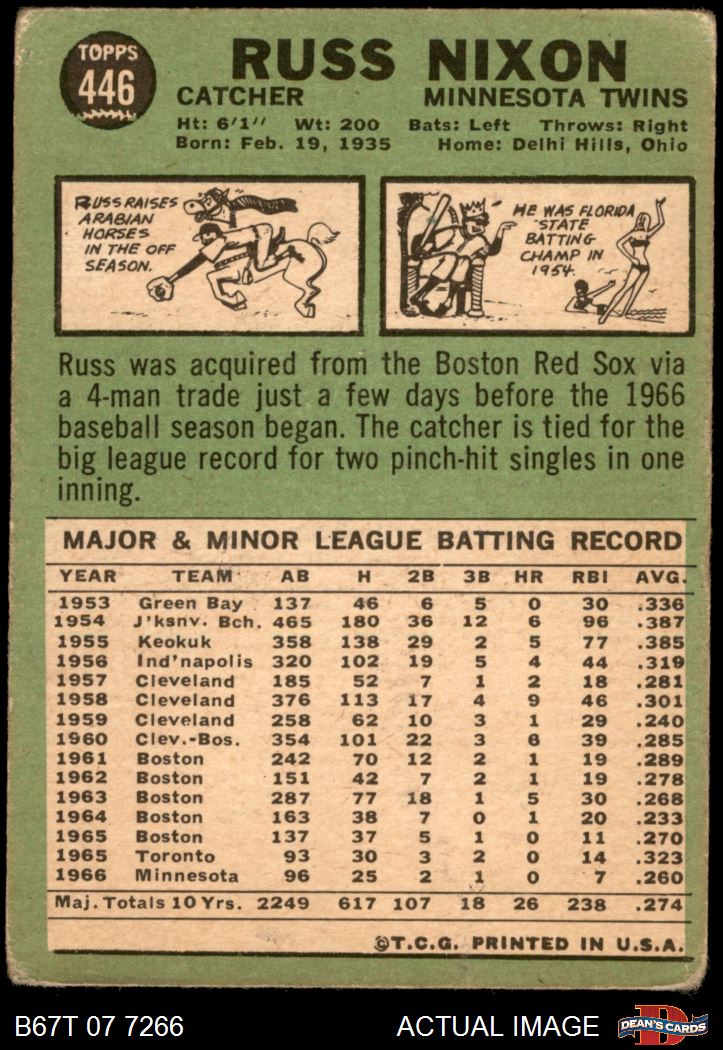 TOPPS
446
RUSS NIXON
CATCHER MINNESOTA TWINS
Ht: 6'1" Wt: 200 Bats: Left Throws: Right
Born: Feb. 19, 1935 Home: Delhi Hills, Ohio
RUSS RAISES
ARABIAN
HORSES
IN THE OFF
SEASON.
HE WAS FLORIDA
STATE
BATTING
CHAMP IN
1954.
Russ was acquired from the Boston Red Sox via
a 4-man trade just a few days before the 1966
baseball season began. The catcher is tied for the
big league record for two pinch-hit singles in one
inning.
MAJOR & MINOR LEAGUE BATTING RECORD
YEAR TEAM AB H 2B 3B HR RBI AVG.
1953 Green Bay 137 46 6 5 0 30 .336
1954 J'ksnv. Bch. 465 180 36 12 6 96 .387
1955 Keokuk 358 138 29 2 5 77 .385
1956 Ind'napolis 320 102 19 5 4 44 .319
1957 Cleveland 185 52 7 1 2 18 .281
1958 Cleveland 376 113 17 4 9 46 .301
1959 Cleveland 258 62 10 3 1 29 .240
1960 Clev.-Bos. 354 101 22 3 6 39 .285
1961 Boston 242 70 12 2 1 19 .289
1962 Boston 151 42 7 2 1 19 .278
1963 Boston 287 77 18 1 5 30 .268
1964 Boston 163 38 7 0 1 20 .233
1965 Boston 137 37 5 1 0 11 .270
1965 Toronto 93 30 3 2 0 14 .323
1966 Minnesota 96 25 2 1 0 7 .260
Maj. Totals 10 Yrs. 2249 617 107 18 26 238 .274
©T.C.G. PRINTED IN U.S.A.
B67T 07 7266 ACTUAL IMAGE
D
DEAN'S CARDS